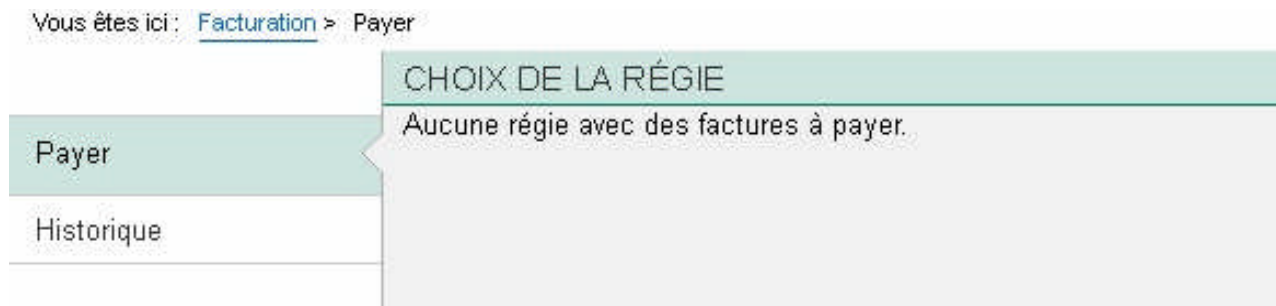 Vous êtes ici : Facturation > Payer
CHOIX DE LA RÉGIE
Aucune régie avec des factures à payer.
Payer
Historique